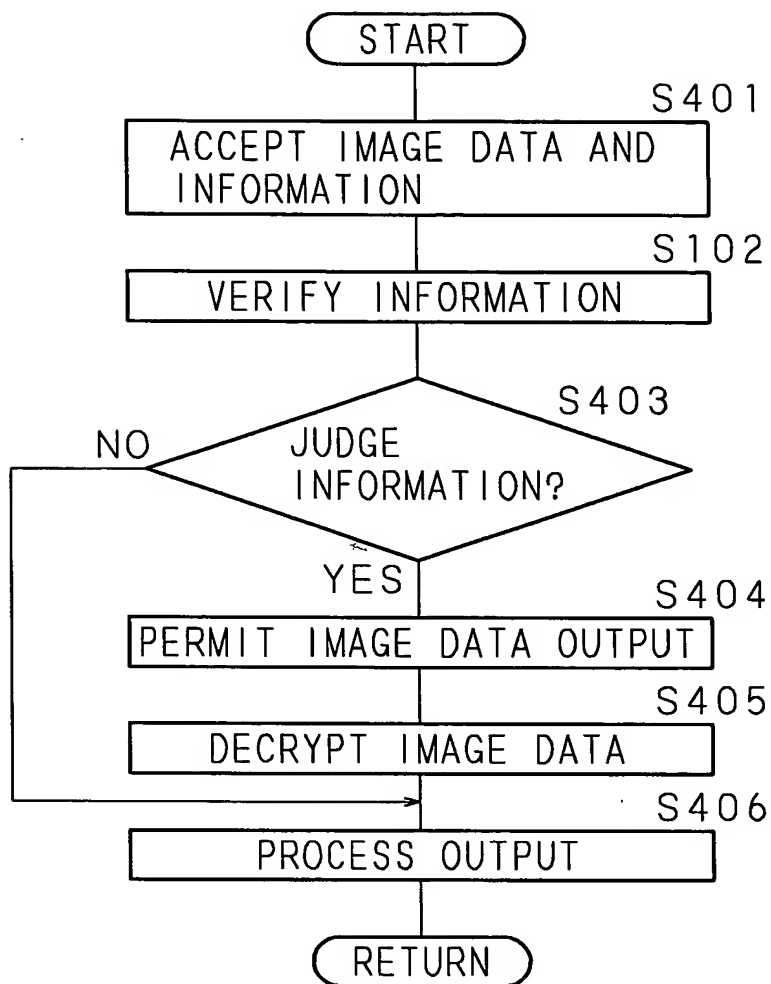 START
S401
ACCEPT IMAGE DATA AND
INFORMATION
S102
VERIFY INFORMATION
S403
NO
JUDGE
INFORMATION?
YES
S404
PERMIT IMAGE DATA OUTPUT
S405
DECRYPT IMAGE DATA
S406
PROCESS OUTPUT
RETURN